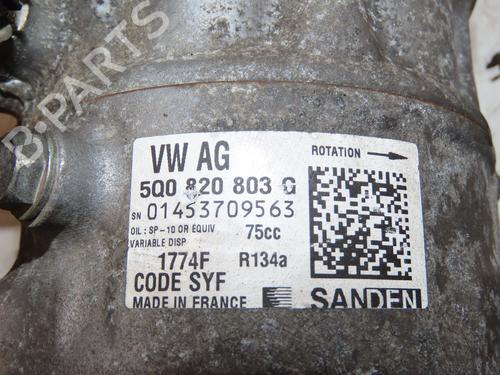 B-PARTS
VW AG
ROTATION
5Q0 820 803 G
SN 01453709563
OIL : SP-10 OR EQUIV 75cc
VARIABLE DISP
1774F R134a
CODE SYF
MADE IN FRANCE SANDEN